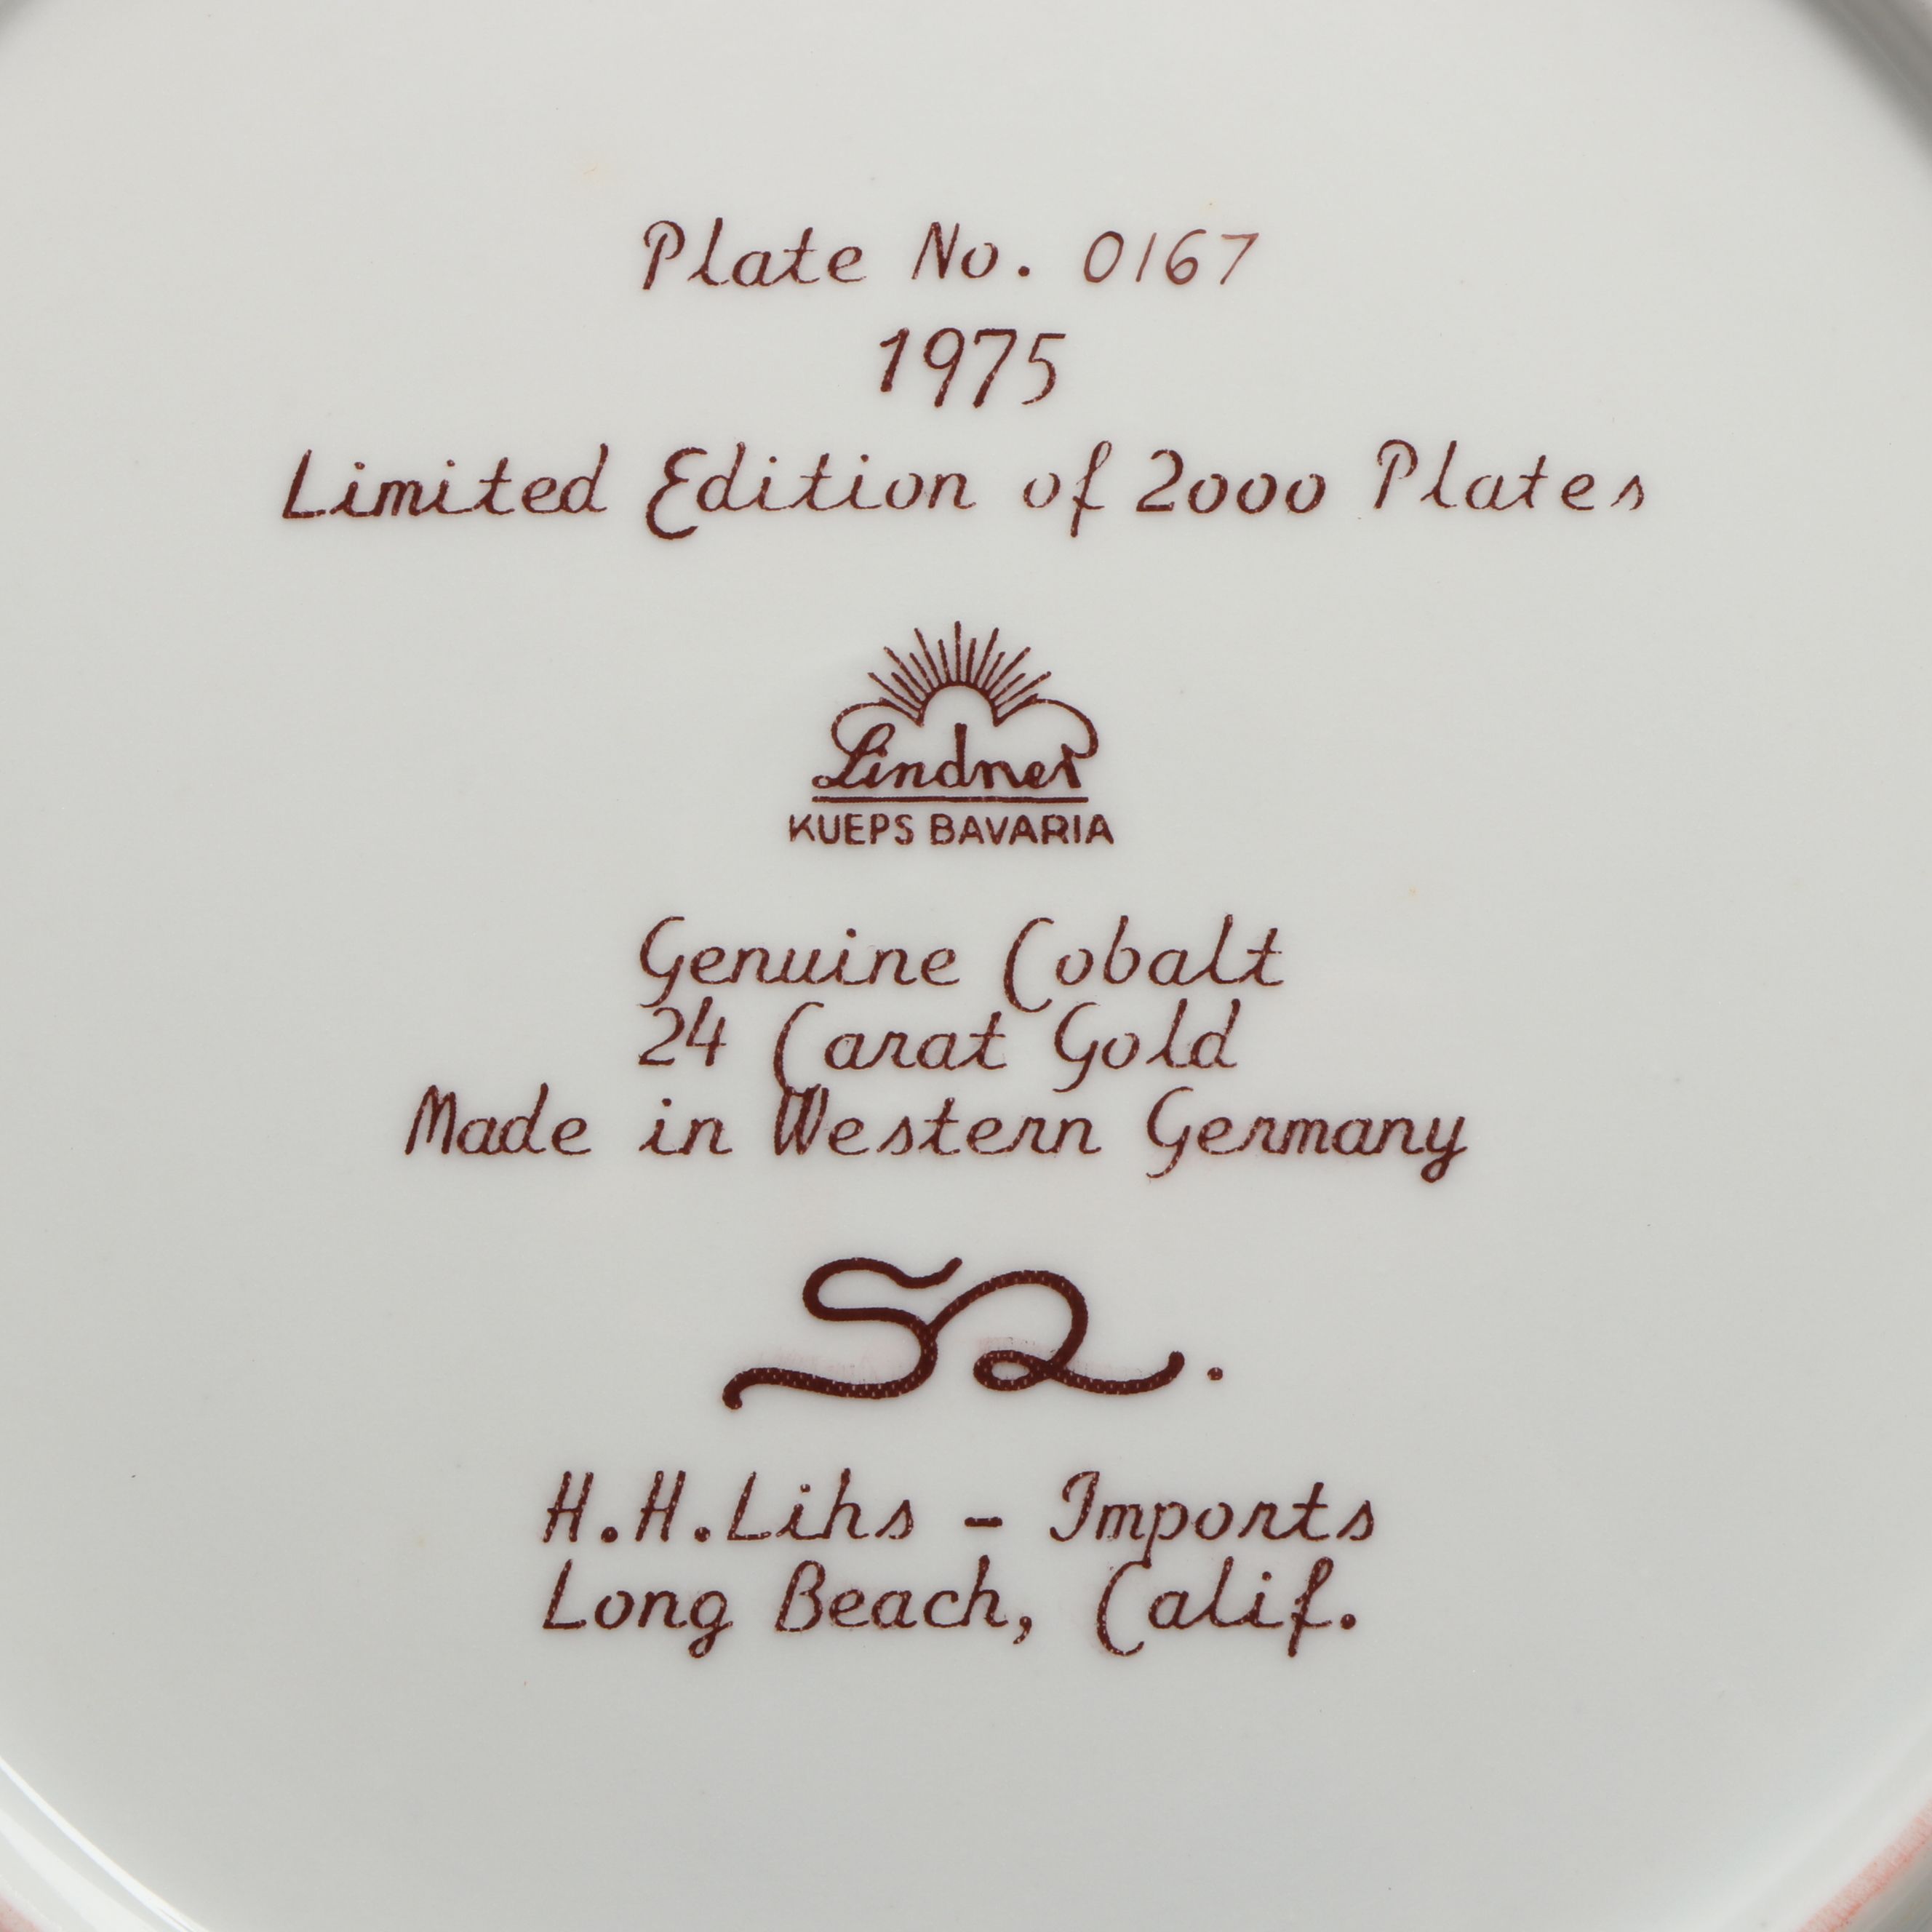 Plate No. 0167
1975
Limited Edition of 2000 Plates
Lindner
KUEPS BAVARIA
Genuine Cobalt
24 Carat Gold
Made in Western Germany
H.H.Lihs - Imports
Long Beach, Calif.